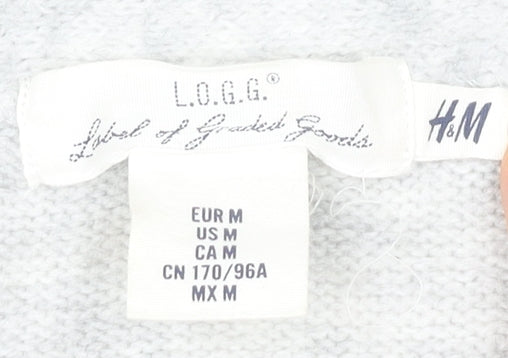 L.O.G.G.®
Label of Graded Goods
H&M
EUR M
US M
CA M
CN 170/96A
MX M